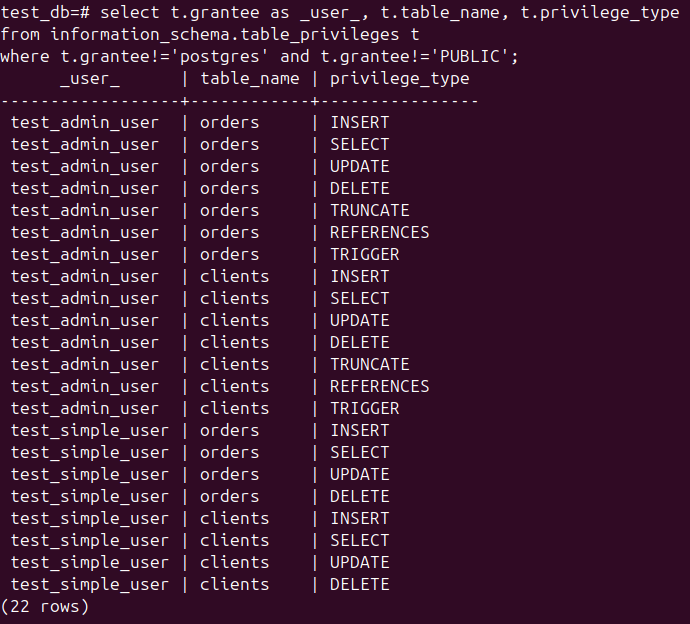 test_db=# select t.grantee as _user_, t.table_name, t.privilege_type
from information_schema.table_privileges t
where t.grantee!='postgres' and t.grantee!='PUBLIC';
      _user_      | table_name | privilege_type
------------------+------------+----------------
 test_admin_user  | orders     | INSERT
 test_admin_user  | orders     | SELECT
 test_admin_user  | orders     | UPDATE
 test_admin_user  | orders     | DELETE
 test_admin_user  | orders     | TRUNCATE
 test_admin_user  | orders     | REFERENCES
 test_admin_user  | orders     | TRIGGER
 test_admin_user  | clients    | INSERT
 test_admin_user  | clients    | SELECT
 test_admin_user  | clients    | UPDATE
 test_admin_user  | clients    | DELETE
 test_admin_user  | clients    | TRUNCATE
 test_admin_user  | clients    | REFERENCES
 test_admin_user  | clients    | TRIGGER
 test_simple_user | orders     | INSERT
 test_simple_user | orders     | SELECT
 test_simple_user | orders     | UPDATE
 test_simple_user | orders     | DELETE
 test_simple_user | clients    | INSERT
 test_simple_user | clients    | SELECT
 test_simple_user | clients    | UPDATE
 test_simple_user | clients    | DELETE
(22 rows)